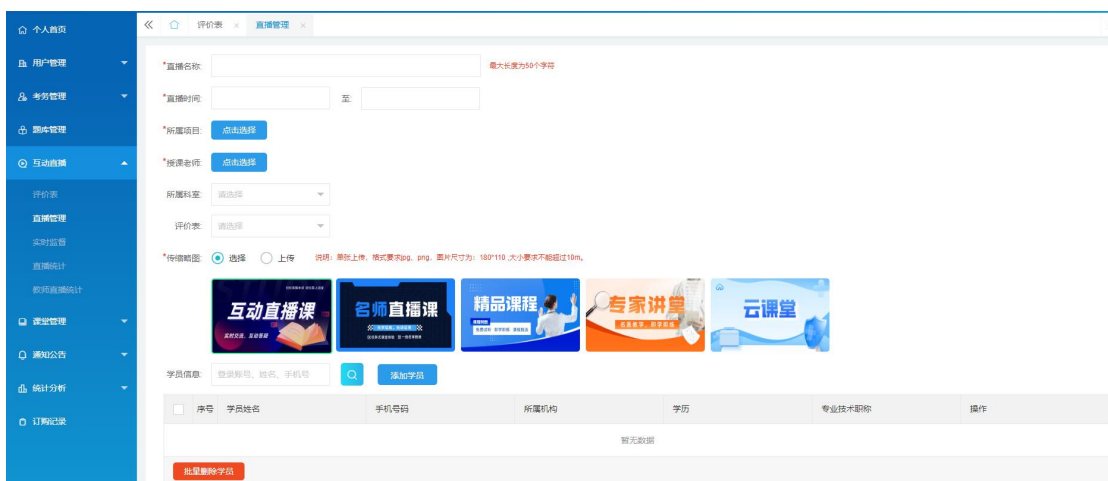 个人首页
评价表 × 直播管理 ×
用户管理
考务管理
题库管理
互动直播
评价表
直播管理
实时监督
直播统计
教师直播统计
课堂管理
通知公告
统计分析
订购记录
*直播名称: 最大长度为50个字符
*直播时间: 至:
*所属项目: 点击选择
*授课老师: 点击选择
所属科室: 请选择
评价表: 请选择
*传缩略图: 选择 上传 说明：单张上传，格式要求jpg、png，图片尺寸为：180*110 ,大小要求不能超过10m。
互动直播课
实时交流，互动答疑
名师直播课
精品课程
专家讲堂
云课堂
学员信息: 登录账号、姓名、手机号 添加学员
序号 学员姓名 手机号码 所属机构 学历 专业技术职称 操作
暂无数据
批量删除学员